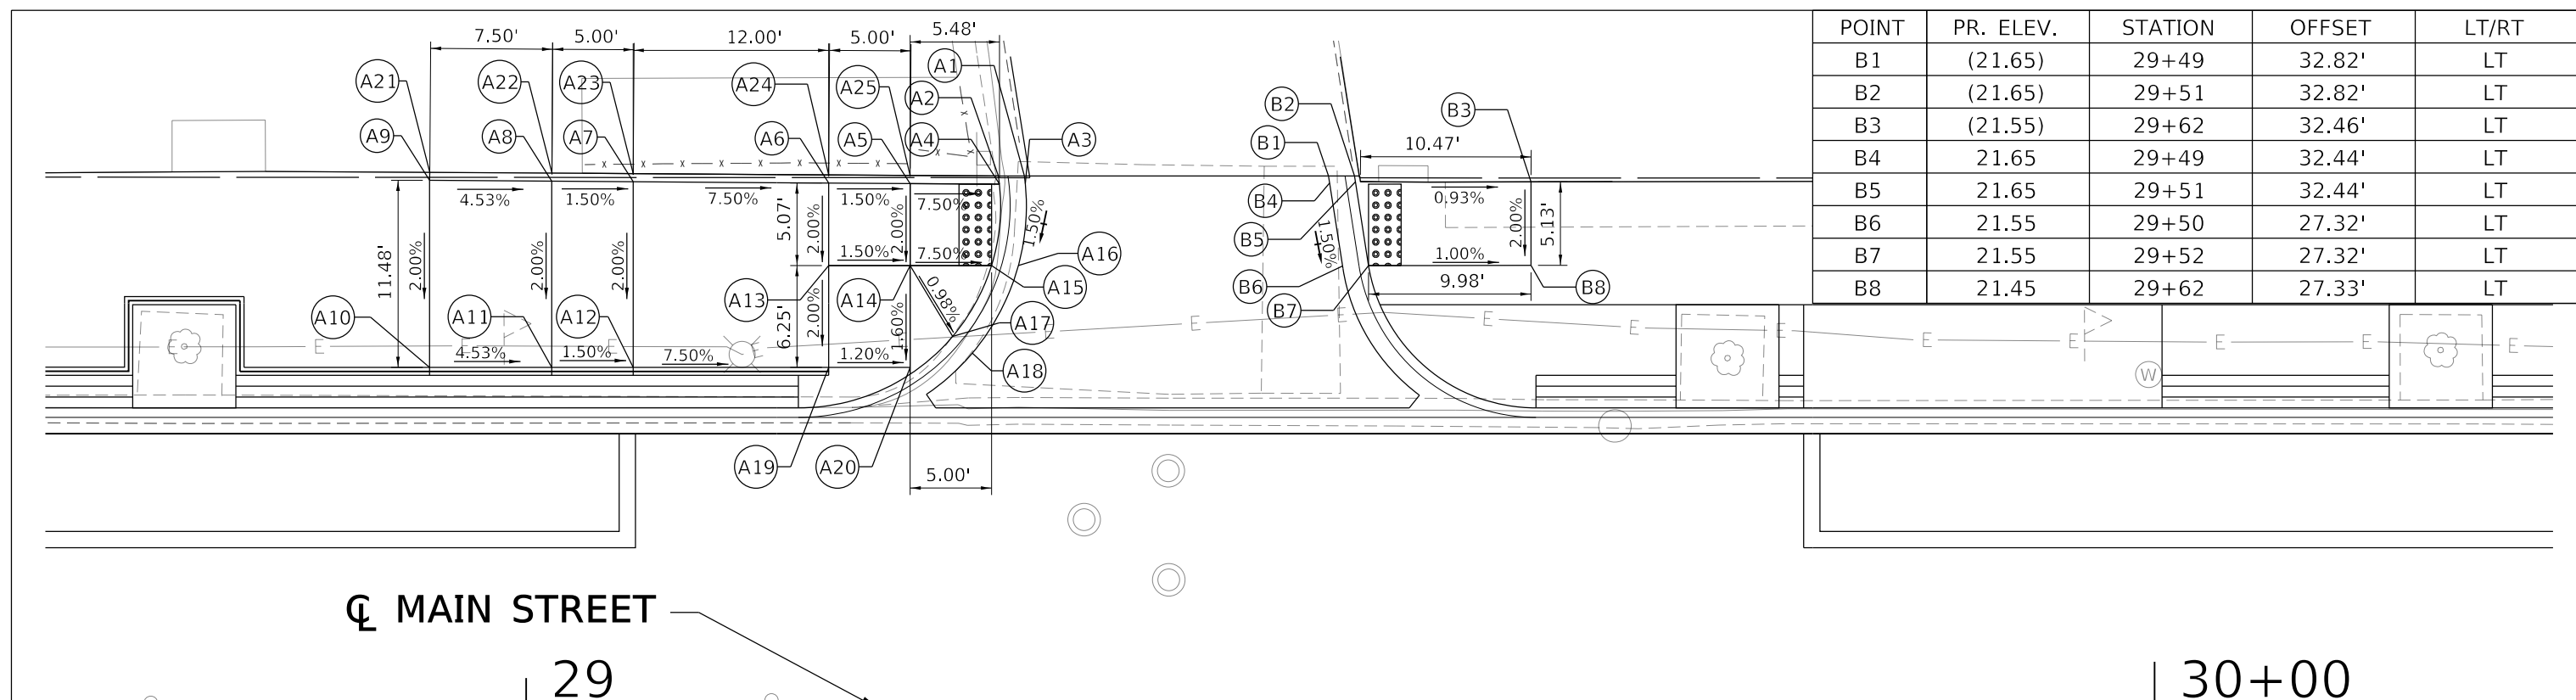 7.50' 5.00' 12.00' 5.00' 5.48'
A21 A22 A23 A24 A25 A1
A2
A9 A8 A7 A6 A5 A4 A3
4.53% 1.50% 7.50% 1.50% 7.50%
11.48' 2.00% 2.00% 2.00% 5.07' 2.00% 2.00% 1.50%
1.50% 7.50%
A16
A13 A14 A15
0.98%
A10 A11 A12 6.25' 2.00% 1.60% A17
4.53% 1.50% 7.50% 1.20%
A18
A19 A20 5.00'
B2 B3
B1 10.47'
B4 0.93%
B5 1.50% 2.00% 5.13'
1.00%
B6 9.98' B8
B7
E E E E E E E E E E E E E E
W
POINT PR. ELEV. STATION OFFSET LT/RT
B1 (21.65) 29+49 32.82' LT
B2 (21.65) 29+51 32.82' LT
B3 (21.55) 29+62 32.46' LT
B4 21.65 29+49 32.44' LT
B5 21.65 29+51 32.44' LT
B6 21.55 29+50 27.32' LT
B7 21.55 29+52 27.32' LT
B8 21.45 29+62 27.33' LT
℄ MAIN STREET
29
30+00